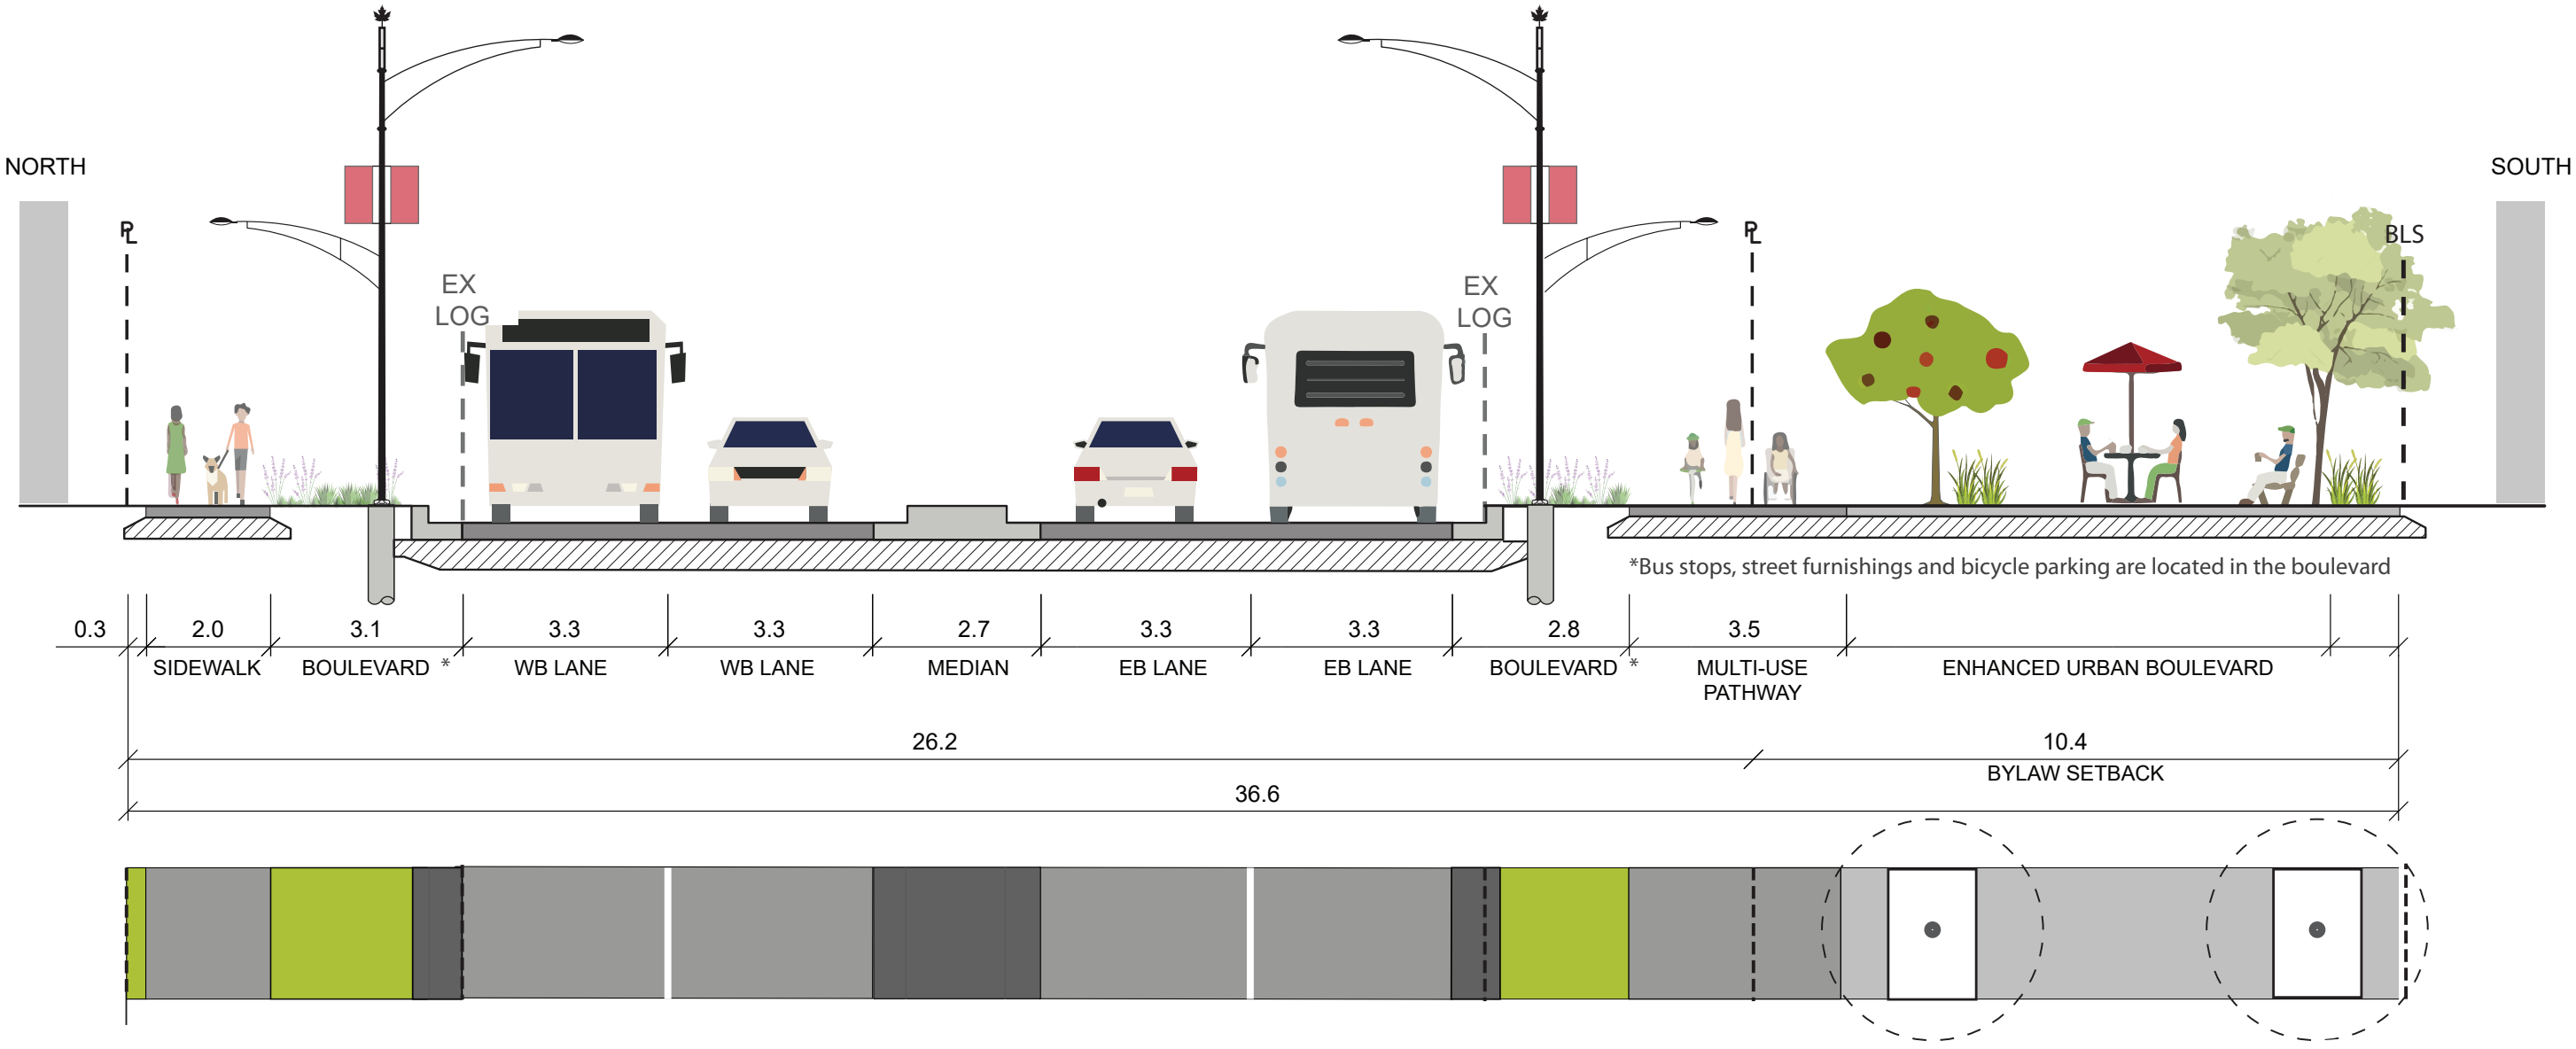 NORTH
SOUTH
PL
PL
BLS
EX
LOG
EX
LOG
*Bus stops, street furnishings and bicycle parking are located in the boulevard
0.3
2.0
3.1
3.3
3.3
2.7
3.3
3.3
2.8
3.5
SIDEWALK
BOULEVARD *
WB LANE
WB LANE
MEDIAN
EB LANE
EB LANE
BOULEVARD *
MULTI-USE
PATHWAY
ENHANCED URBAN BOULEVARD
26.2
10.4
BYLAW SETBACK
36.6